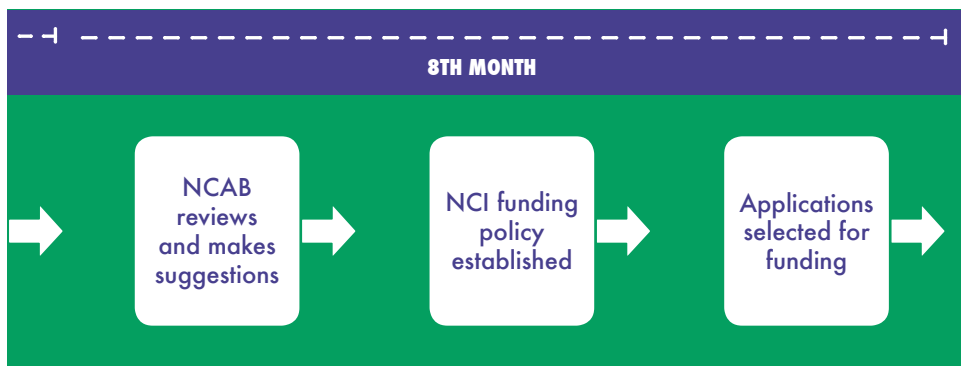 8TH MONTH
NCAB
reviews
and makes
suggestions
NCI funding
policy
established
Applications
selected for
funding